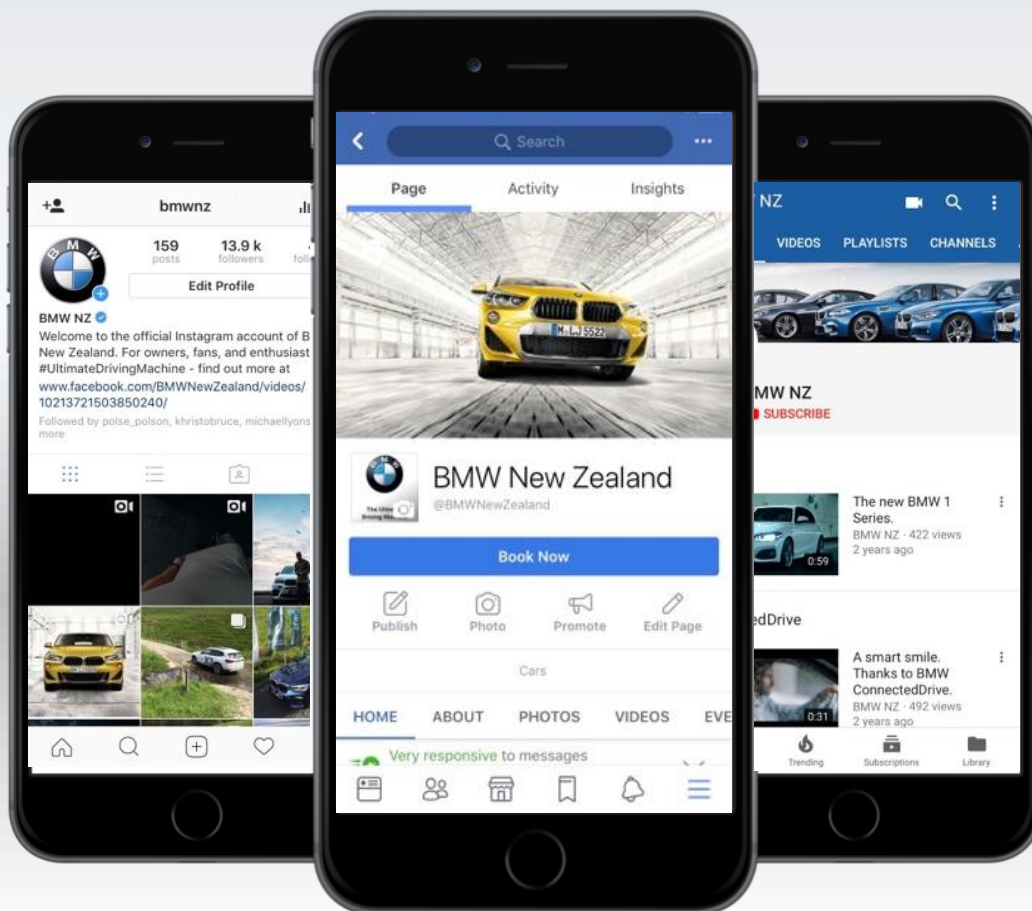 bmwnz
159
posts
13.9 k
followers
Edit Profile
BMW NZ
Welcome to the official Instagram account of B
New Zealand. For owners, fans, and enthusiast
#UltimateDrivingMachine - find out more at
www.facebook.com/BMWNewZealand/videos/
10213721503850240/
Followed by polse_polson, khristobruce, michaellyons
more
Search
Page
Activity
Insights
M.LJ5522
BMW New Zealand
@BMWNewZealand
Book Now
Publish
Photo
Promote
Edit Page
Cars
HOME
ABOUT
PHOTOS
VIDEOS
EVE
Very responsive to messages
NZ
VIDEOS
PLAYLISTS
CHANNELS
MW NZ
SUBSCRIBE
The new BMW 1
Series.
BMW NZ · 422 views
2 years ago
0:59
edDrive
A smart smile.
Thanks to BMW
ConnectedDrive.
BMW NZ · 492 views
2 years ago
0:31
Trending
Subscriptions
Library